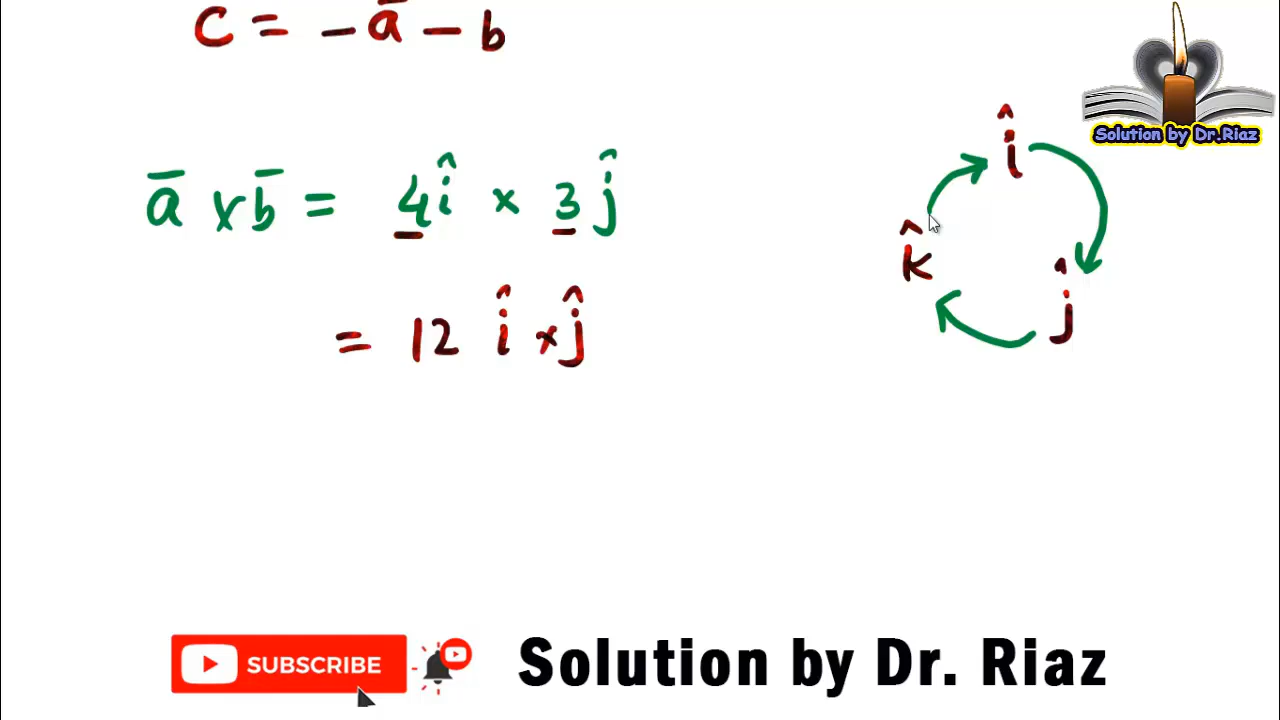 c = -a̅ - b
Solution by Dr.Riaz
a̅ x b̅ = 4î x 3ĵ
= 12 î x ĵ
î
k̂
ĵ
SUBSCRIBE
Solution by Dr. Riaz